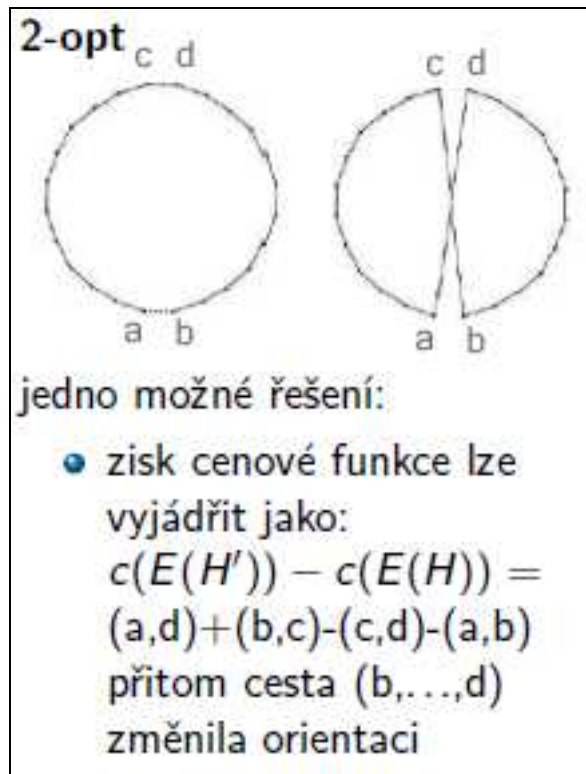 2-opt
c d
c d
a b
a b
jedno možné řešení:
zisk cenové funkce lze
vyjádřit jako:
c(E(H′)) − c(E(H)) =
(a,d)+(b,c)-(c,d)-(a,b)
přitom cesta (b,…,d)
změnila orientaci